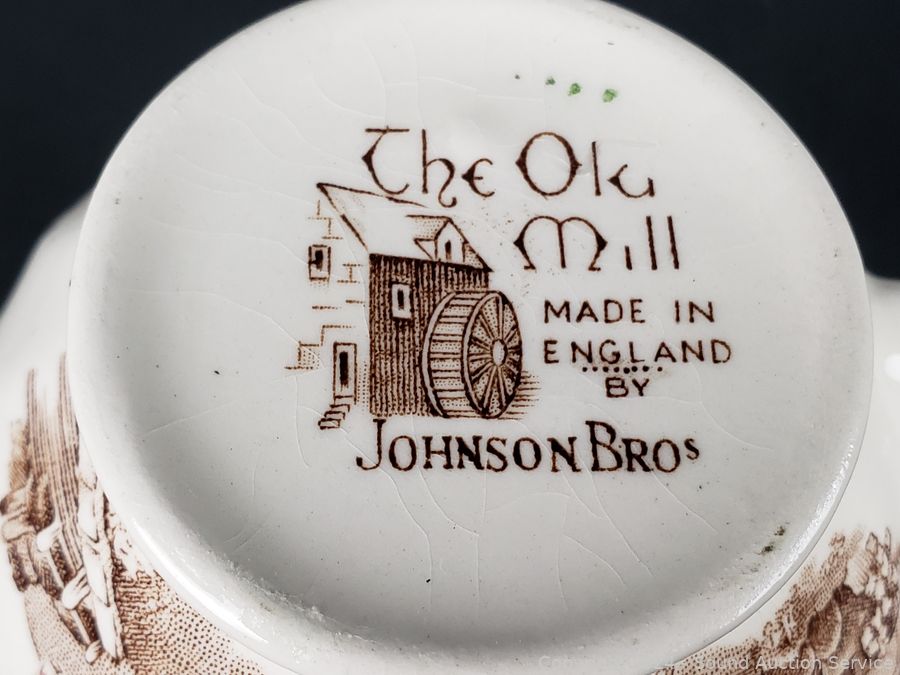 The Old
Mill
MADE IN
ENGLAND
BY
JOHNSON BROS
Sound Auction Service